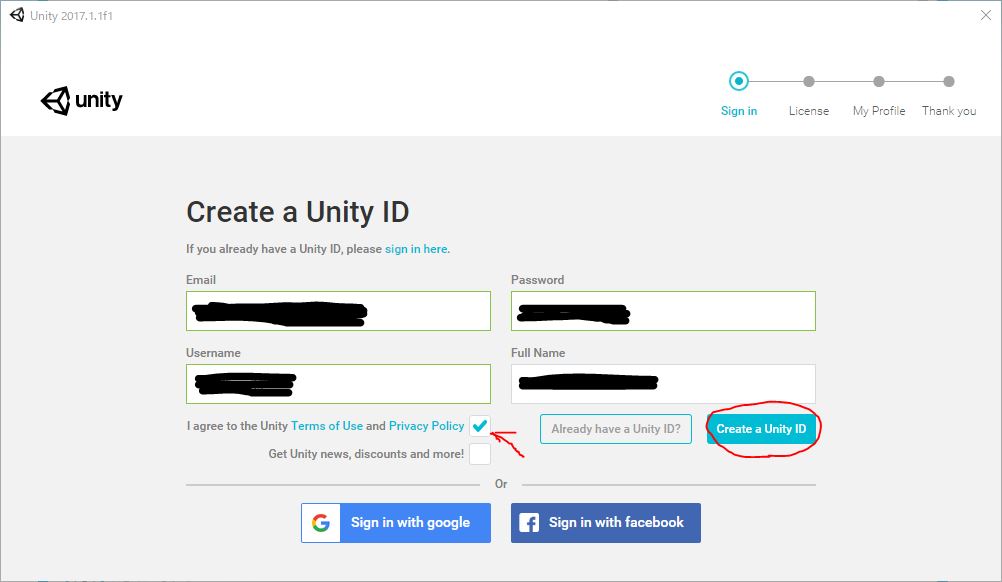 Unity 2017.1.1f1
unity
Sign in License My Profile Thank you
Create a Unity ID
If you already have a Unity ID, please sign in here.
Email Password
Username Full Name
I agree to the Unity Terms of Use and Privacy Policy Already have a Unity ID? Create a Unity ID
Get Unity news, discounts and more!
Or
Sign in with google Sign in with facebook